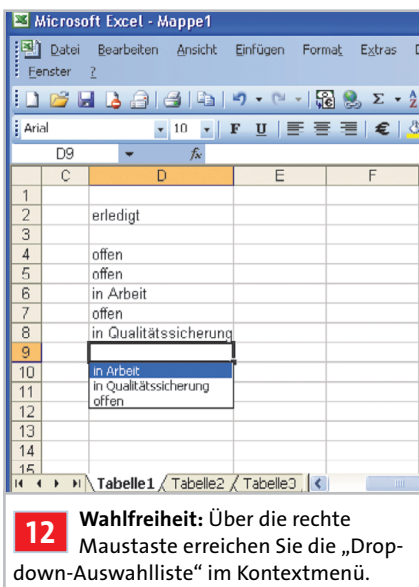 Microsoft Excel - Mappe1
Datei Bearbeiten Ansicht Einfügen Format Extras
Fenster ?
Arial 10 F U €
D9 fx
C D E F
1
2 erledigt
3
4 offen
5 offen
6 in Arbeit
7 offen
8 in Qualitätssicherung
9
10 in Arbeit
11 in Qualitätssicherung
offen
12
13
14
15
Tabelle1 Tabelle2 Tabelle3
12 Wahlfreiheit: Über die rechte
Maustaste erreichen Sie die „Drop-
down-Auswahlliste“ im Kontextmenü.